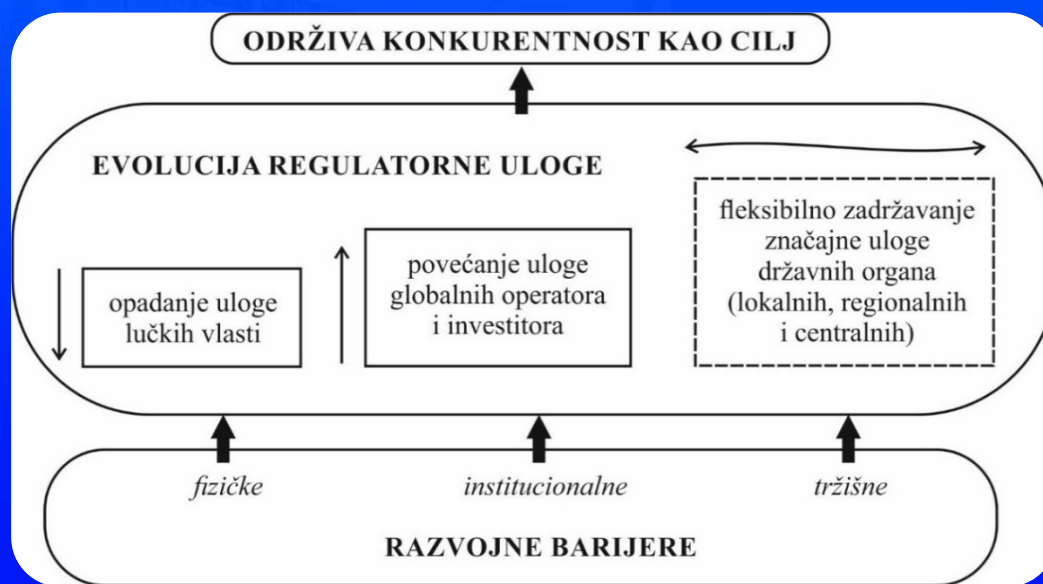 ODRŽIVA KONKURENTNOST KAO CILJ
EVOLUCIJA REGULATORNE ULOGE
opadanje uloge
lučkih vlasti
povećanje uloge
globalnih operatora
i investitora
fleksibilno zadržavanje
značajne uloge
državnih organa
(lokalnih, regionalnih
i centralnih)
fizičke
institucionalne
tržišne
RAZVOJNE BARIJERE